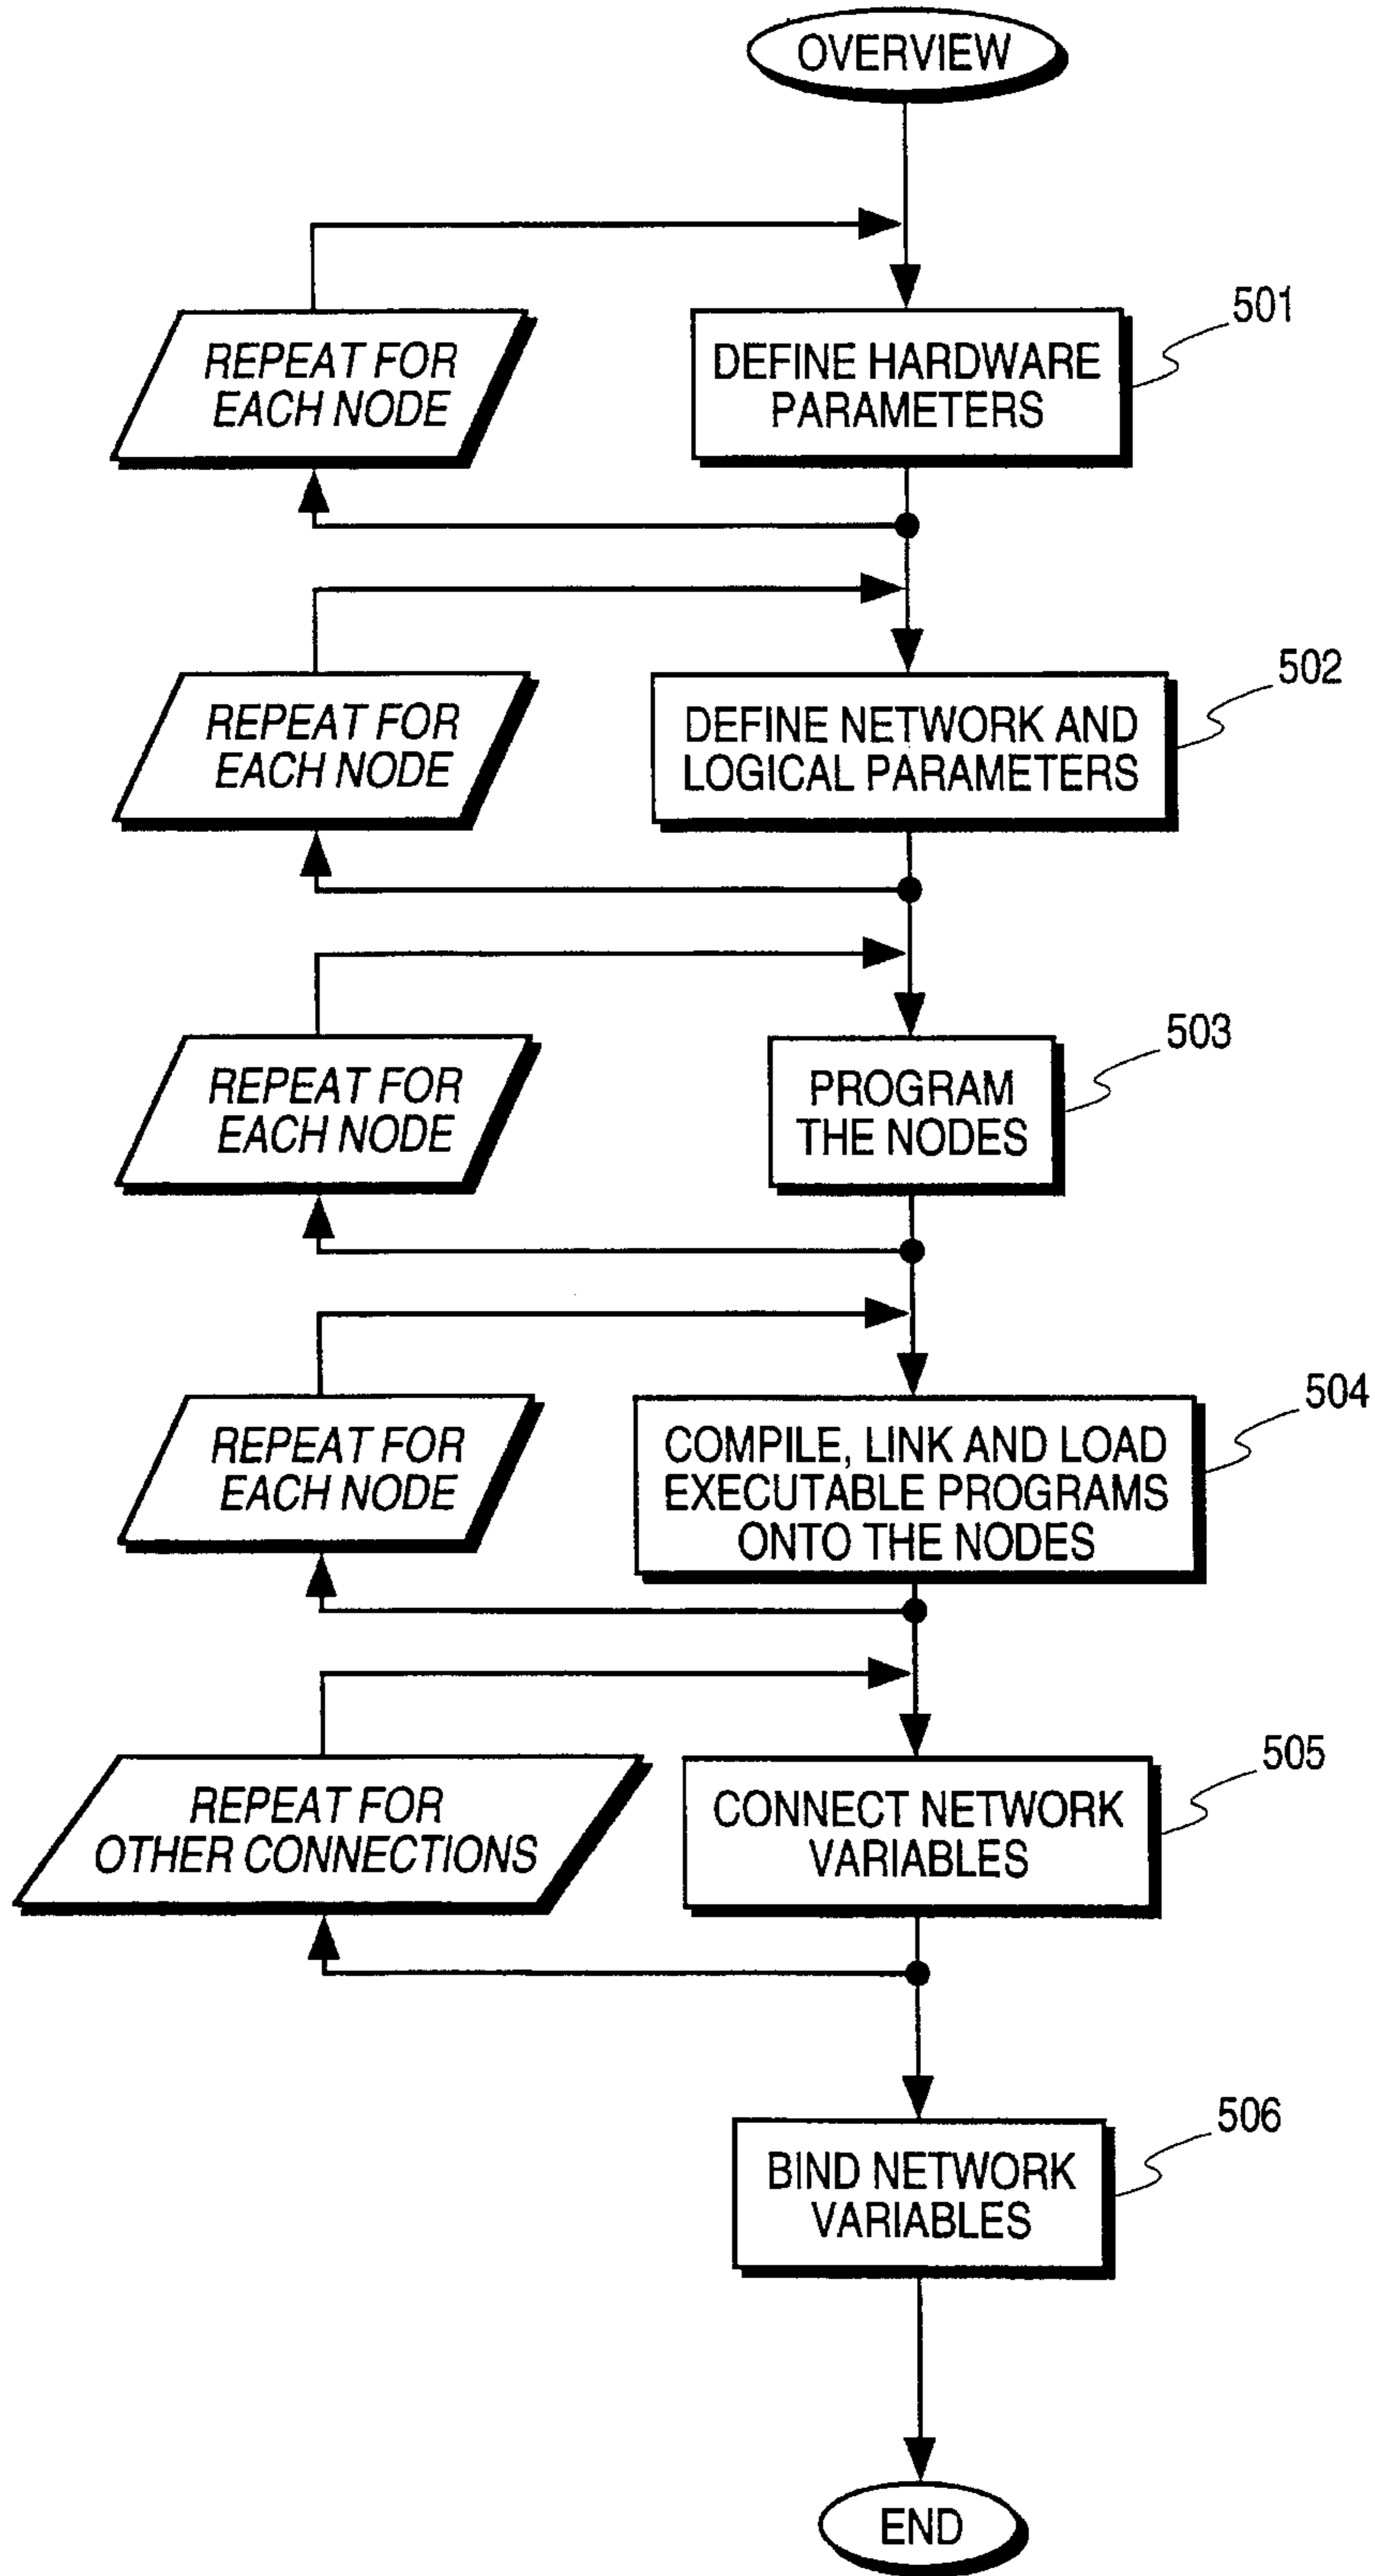 OVERVIEW
501
REPEAT FOR
EACH NODE
DEFINE HARDWARE
PARAMETERS
502
REPEAT FOR
EACH NODE
DEFINE NETWORK AND
LOGICAL PARAMETERS
503
REPEAT FOR
EACH NODE
PROGRAM
THE NODES
504
REPEAT FOR
EACH NODE
COMPILE, LINK AND LOAD
EXECUTABLE PROGRAMS
ONTO THE NODES
505
REPEAT FOR
OTHER CONNECTIONS
CONNECT NETWORK
VARIABLES
506
BIND NETWORK
VARIABLES
END